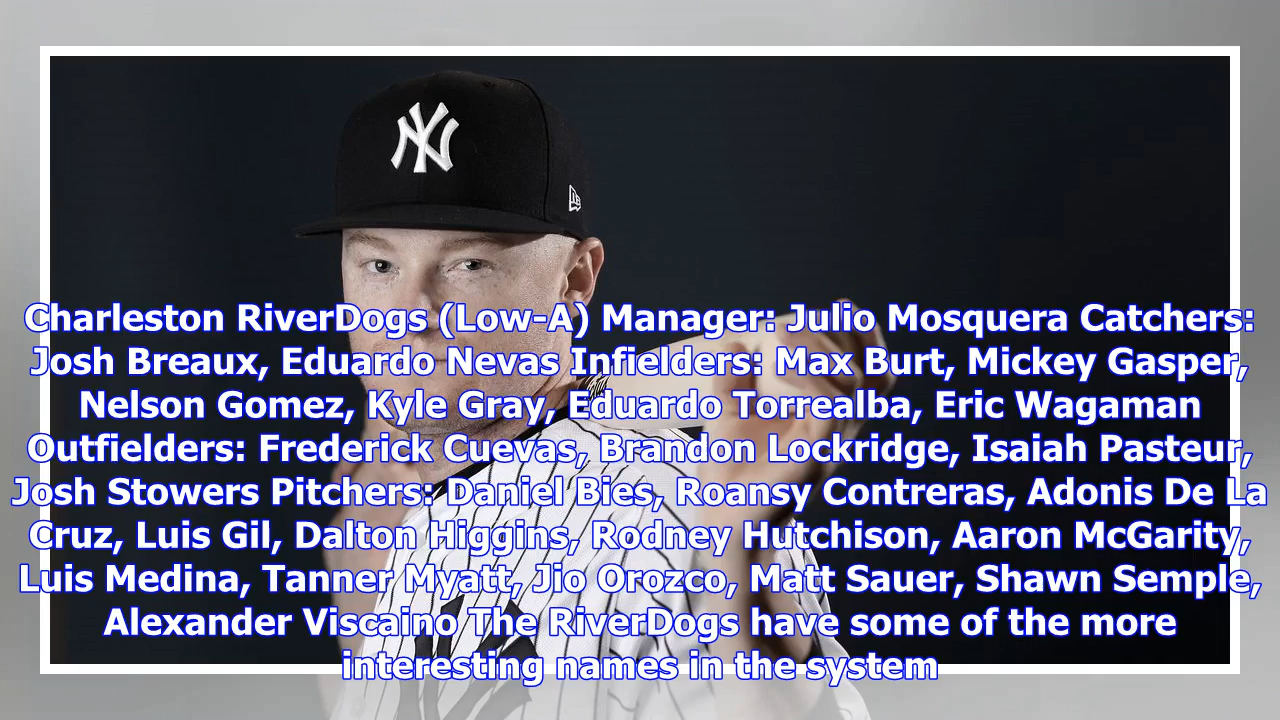 NY
Charleston RiverDogs (Low-A) Manager: Julio Mosquera Catchers:
Josh Breaux, Eduardo Nevas Infielders: Max Burt, Mickey Gasper,
Nelson Gomez, Kyle Gray, Eduardo Torrealba, Eric Wagaman
Outfielders: Frederick Cuevas, Brandon Lockridge, Isaiah Pasteur,
Josh Stowers Pitchers: Daniel Bies, Roansy Contreras, Adonis De La
Cruz, Luis Gil, Dalton Higgins, Rodney Hutchison, Aaron McGarity,
Luis Medina, Tanner Myatt, Jio Orozco, Matt Sauer, Shawn Semple,
Alexander Viscaino The RiverDogs have some of the more
interesting names in the system